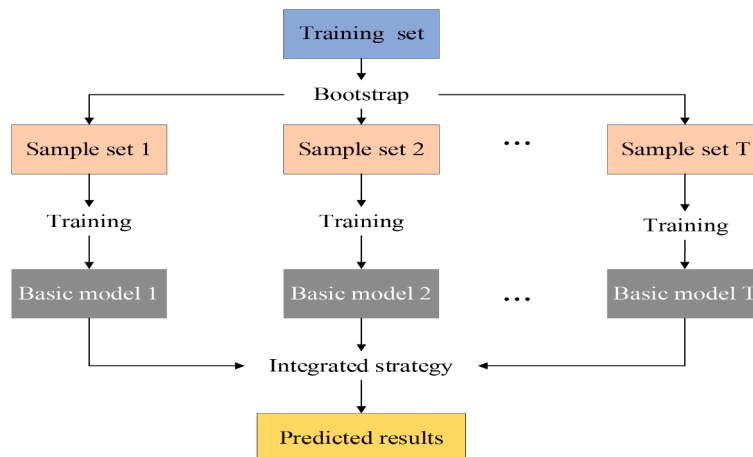 Training set
Bootstrap
Sample set 1
Sample set 2
...
Sample set T
Training
Training
Training
Basic model 1
Basic model 2
...
Basic model T
Integrated strategy
Predicted results